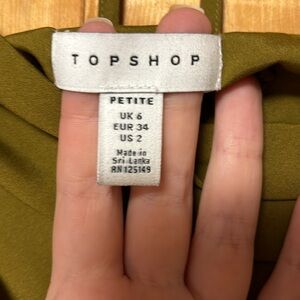 TOPSHOP
PETITE
UK 6
EUR 34
US 2
Made in
Sri Lanka
RN 125149